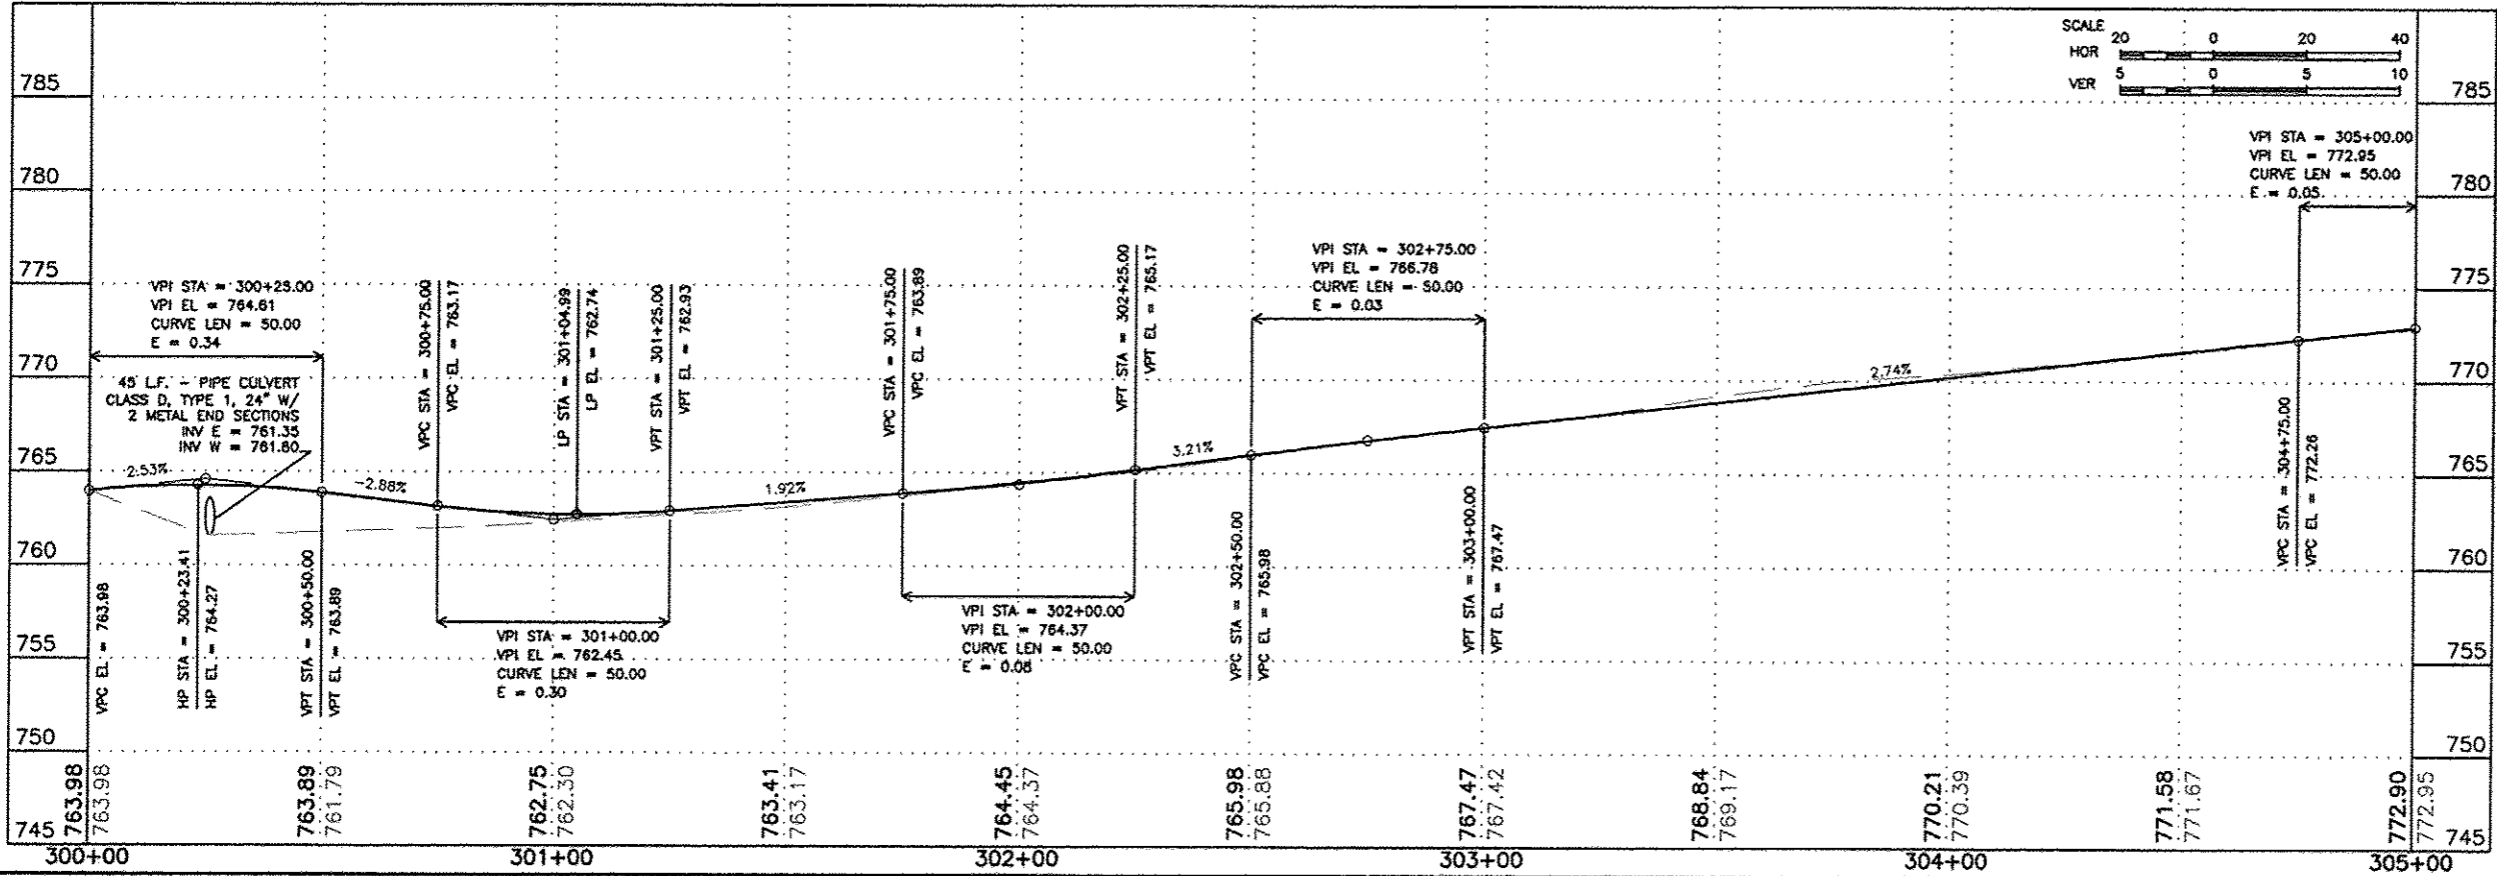 SCALE
20 0 20 40
HOR
5 0 5 10
VER
785
780
775
770
765
760
755
750
745
785
780
775
770
765
760
755
750
745
VPI STA = 300+25.00
VPI EL = 764.61
CURVE LEN = 50.00
E = 0.34
45 L.F. - PIPE CULVERT
CLASS D, TYPE 1, 24" W/
2 METAL END SECTIONS
INV E = 761.35
INV W = 761.80
2.53%
-2.88%
1.92%
3.21%
2.74%
VPC EL = 763.98
HP STA = 300+23.41
HP EL = 764.27
VPT STA = 300+50.00
VPT EL = 763.89
VPC STA = 300+75.00
VPC EL = 763.17
LP STA = 301+04.99
LP EL = 762.74
VPT STA = 301+25.00
VPT EL = 762.93
VPI STA = 301+00.00
VPI EL = 762.45
CURVE LEN = 50.00
E = 0.30
VPC STA = 301+75.00
VPC EL = 763.89
VPT STA = 302+25.00
VPT EL = 765.17
VPI STA = 302+00.00
VPI EL = 764.37
CURVE LEN = 50.00
E = 0.08
VPI STA = 302+75.00
VPI EL = 766.78
CURVE LEN = 50.00
E = 0.03
VPC STA = 302+50.00
VPC EL = 765.98
VPT STA = 303+00.00
VPT EL = 767.47
VPI STA = 305+00.00
VPI EL = 772.95
CURVE LEN = 50.00
E = 0.05
VPC STA = 304+75.00
VPC EL = 772.26
763.98
763.98
763.89
761.79
762.75
762.30
763.41
763.17
764.45
764.37
765.98
765.88
767.47
767.42
768.84
769.17
770.21
770.39
771.58
771.67
772.90
772.95
300+00
301+00
302+00
303+00
304+00
305+00